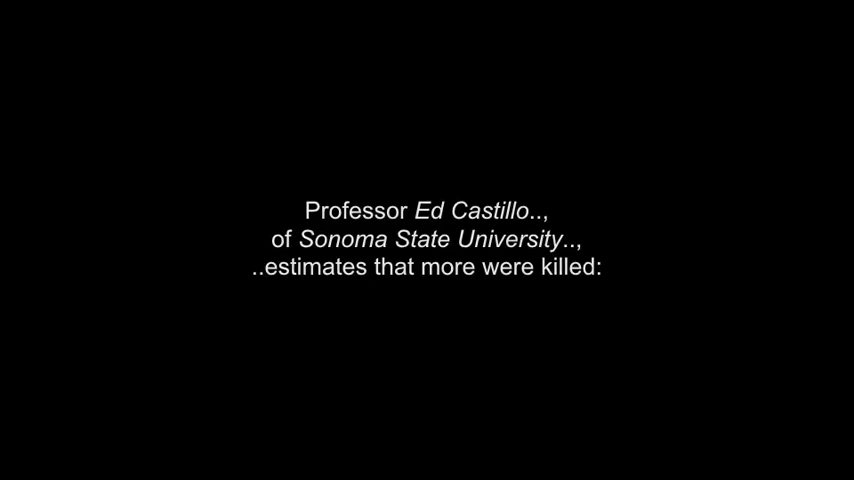 Professor Ed Castillo..,
of Sonoma State University..,
..estimates that more were killed: